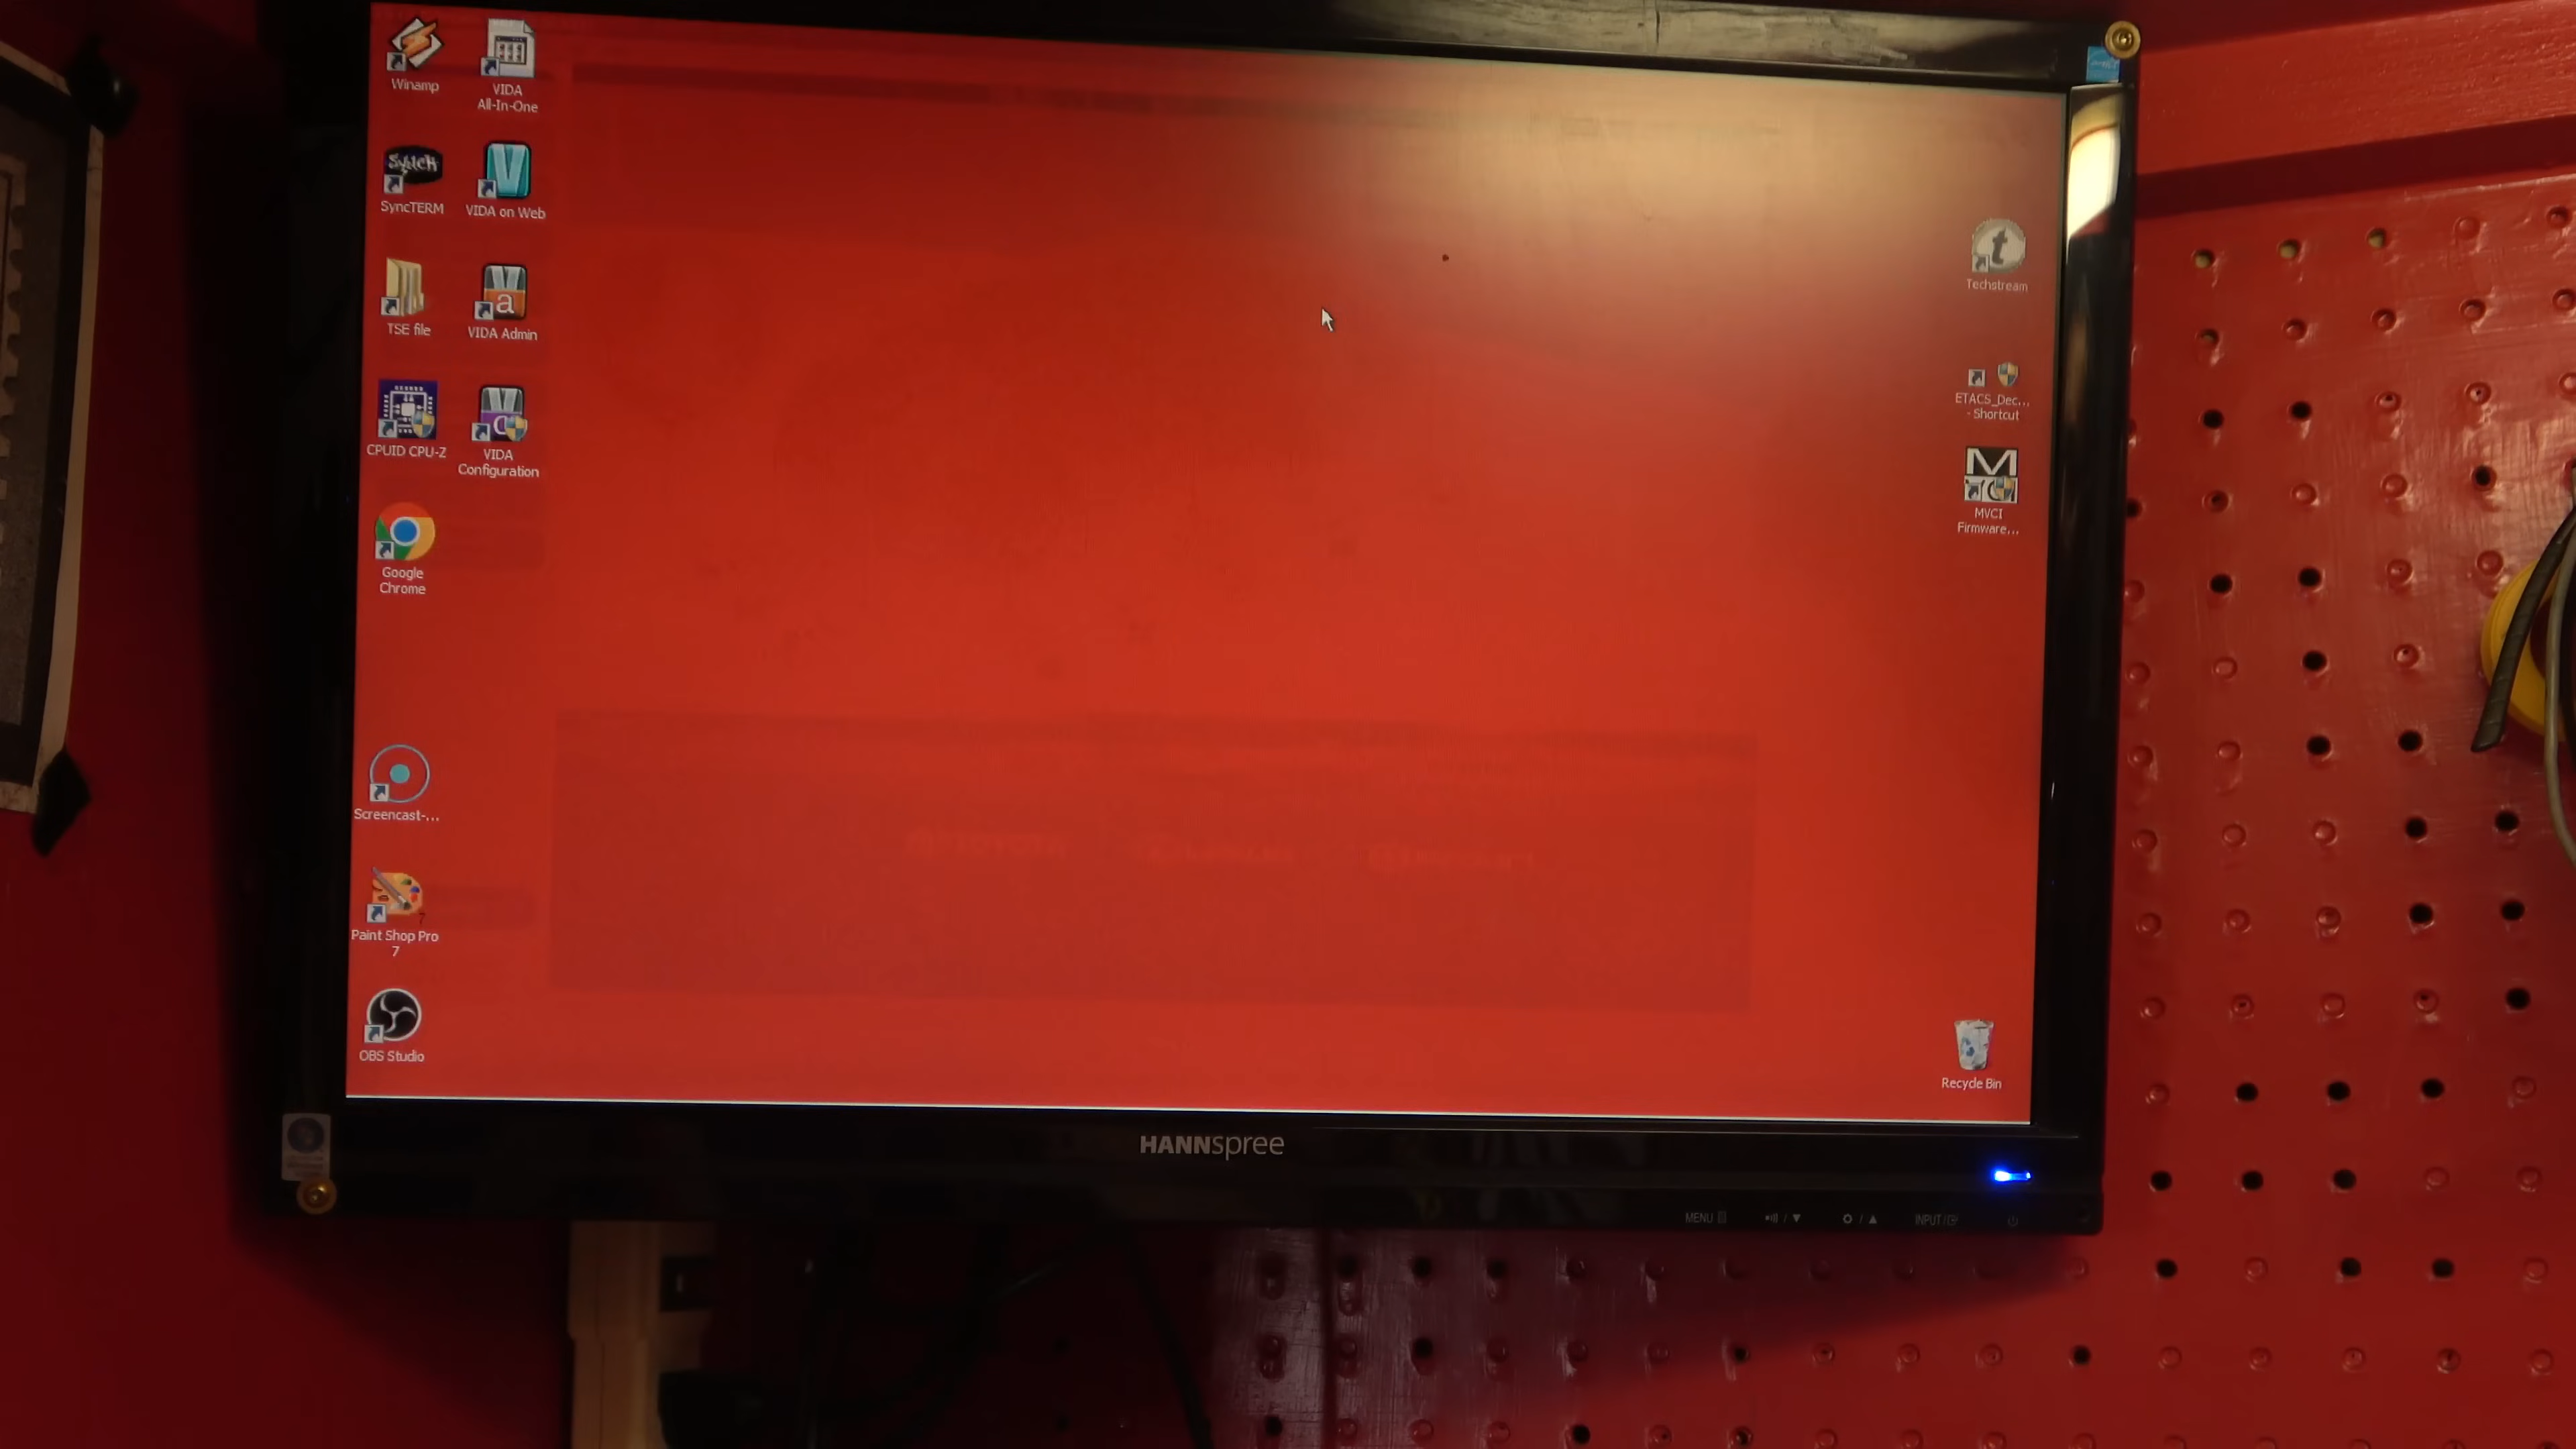 Winamp
VIDA
All-In-One
SyncTERM
VIDA on Web
TSE file
VIDA Admin
CPUID CPU-Z
VIDA
Configuration
Google
Chrome
Screencast-...
Paint Shop Pro
7
OBS Studio
Techstream
ETACS_Dec...
- Shortcut
MVCI
Firmware...
Recycle Bin
HANNspree
MENU
INPUT